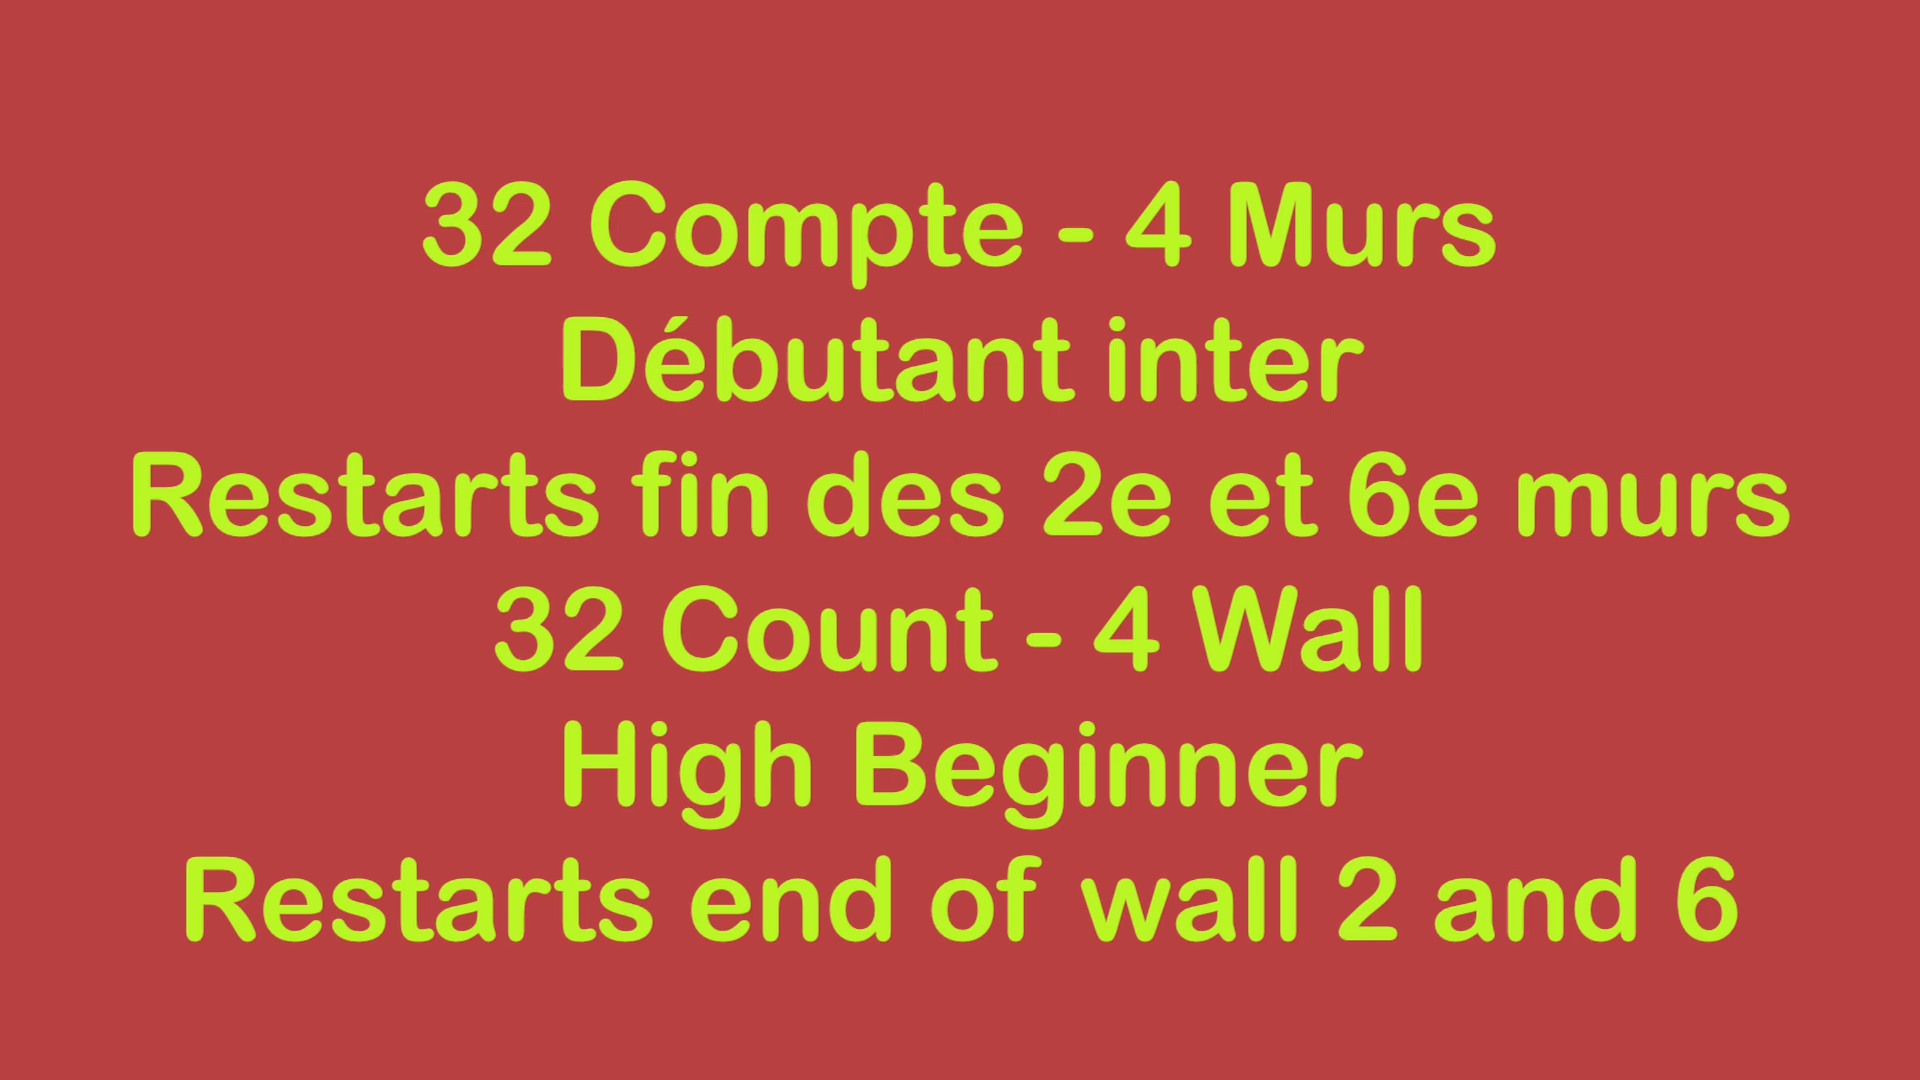 32 Compte - 4 Murs
Débutant inter
Restarts fin des 2e et 6e murs
32 Count - 4 Wall
High Beginner
Restarts end of wall 2 and 6